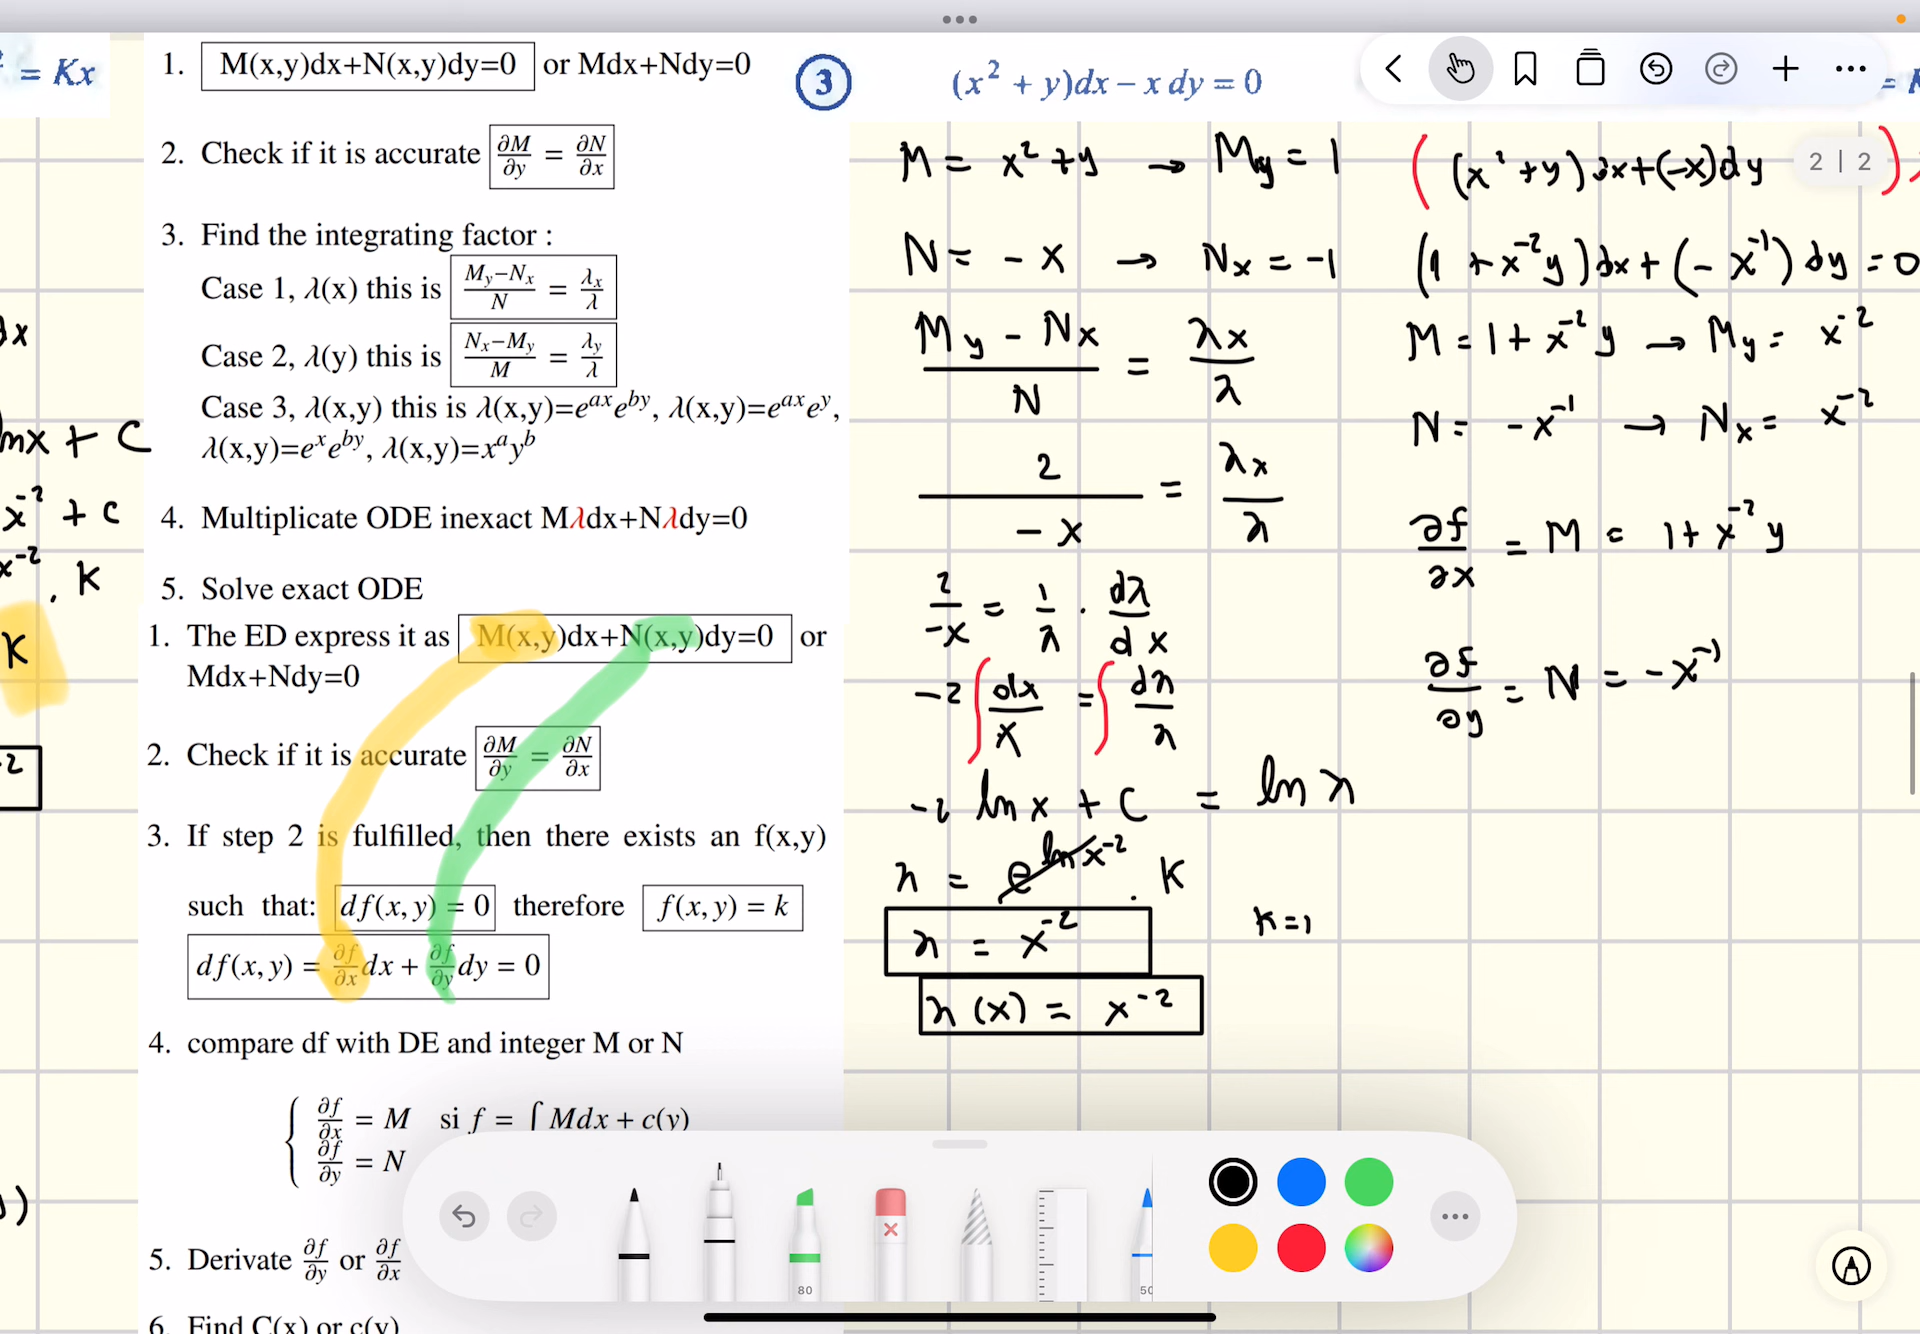 = Kx
1. M(x,y)dx+N(x,y)dy=0 or Mdx+Ndy=0
2. Check if it is accurate ∂M/∂y = ∂N/∂x
3. Find the integrating factor :
Case 1, λ(x) this is (My−Nx)/N = λx/λ
Case 2, λ(y) this is (Nx−My)/M = λy/λ
Case 3, λ(x,y) this is λ(x,y)=e^{ax}e^{by}, λ(x,y)=e^{ax}e^{y},
λ(x,y)=e^{x}e^{by}, λ(x,y)=x^{a}y^{b}
4. Multiplicate ODE inexact Mλdx+Nλdy=0
5. Solve exact ODE
1. The ED express it as M(x,y)dx+N(x,y)dy=0 or
Mdx+Ndy=0
2. Check if it is accurate ∂M/∂y = ∂N/∂x
3. If step 2 is fulfilled, then there exists an f(x,y)
such that: df(x, y) = 0 therefore f(x, y) = k
df(x, y) = ∂f/∂x dx + ∂f/∂y dy = 0
4. compare df with DE and integer M or N
∂f/∂x = M si f = ∫ Mdx + c(y)
∂f/∂y = N
5. Derivate ∂f/∂y or ∂f/∂x
6. Find C(x) or c(y)
x
lnx + C
x^{-2} + c
x^{-2} . k
K
-2
)
3 (x² + y)dx − x dy = 0
M = x² + y → My = 1
N = - x → Nx = -1
(My - Nx)/N = λx/λ
2/-x = λx/λ
2/-x = 1/λ · dλ/dx
-2 ∫ dx/x = ∫ dλ/λ
-2 ln x + C = ln λ
λ = e^{ln x^{-2}} . K
λ = x^{-2} K=1
λ(x) = x^{-2}
((x² + y)dx+(-x)dy )
(1 + x^{-2}y)dx + (- x^{-1}) dy = 0
M = 1 + x^{-2} y → My = x^{-2}
N = -x^{-1} → Nx = x^{-2}
∂f/∂x = M = 1 + x^{-2} y
∂f/∂y = N = -x^{-1}
2 | 2
80
50